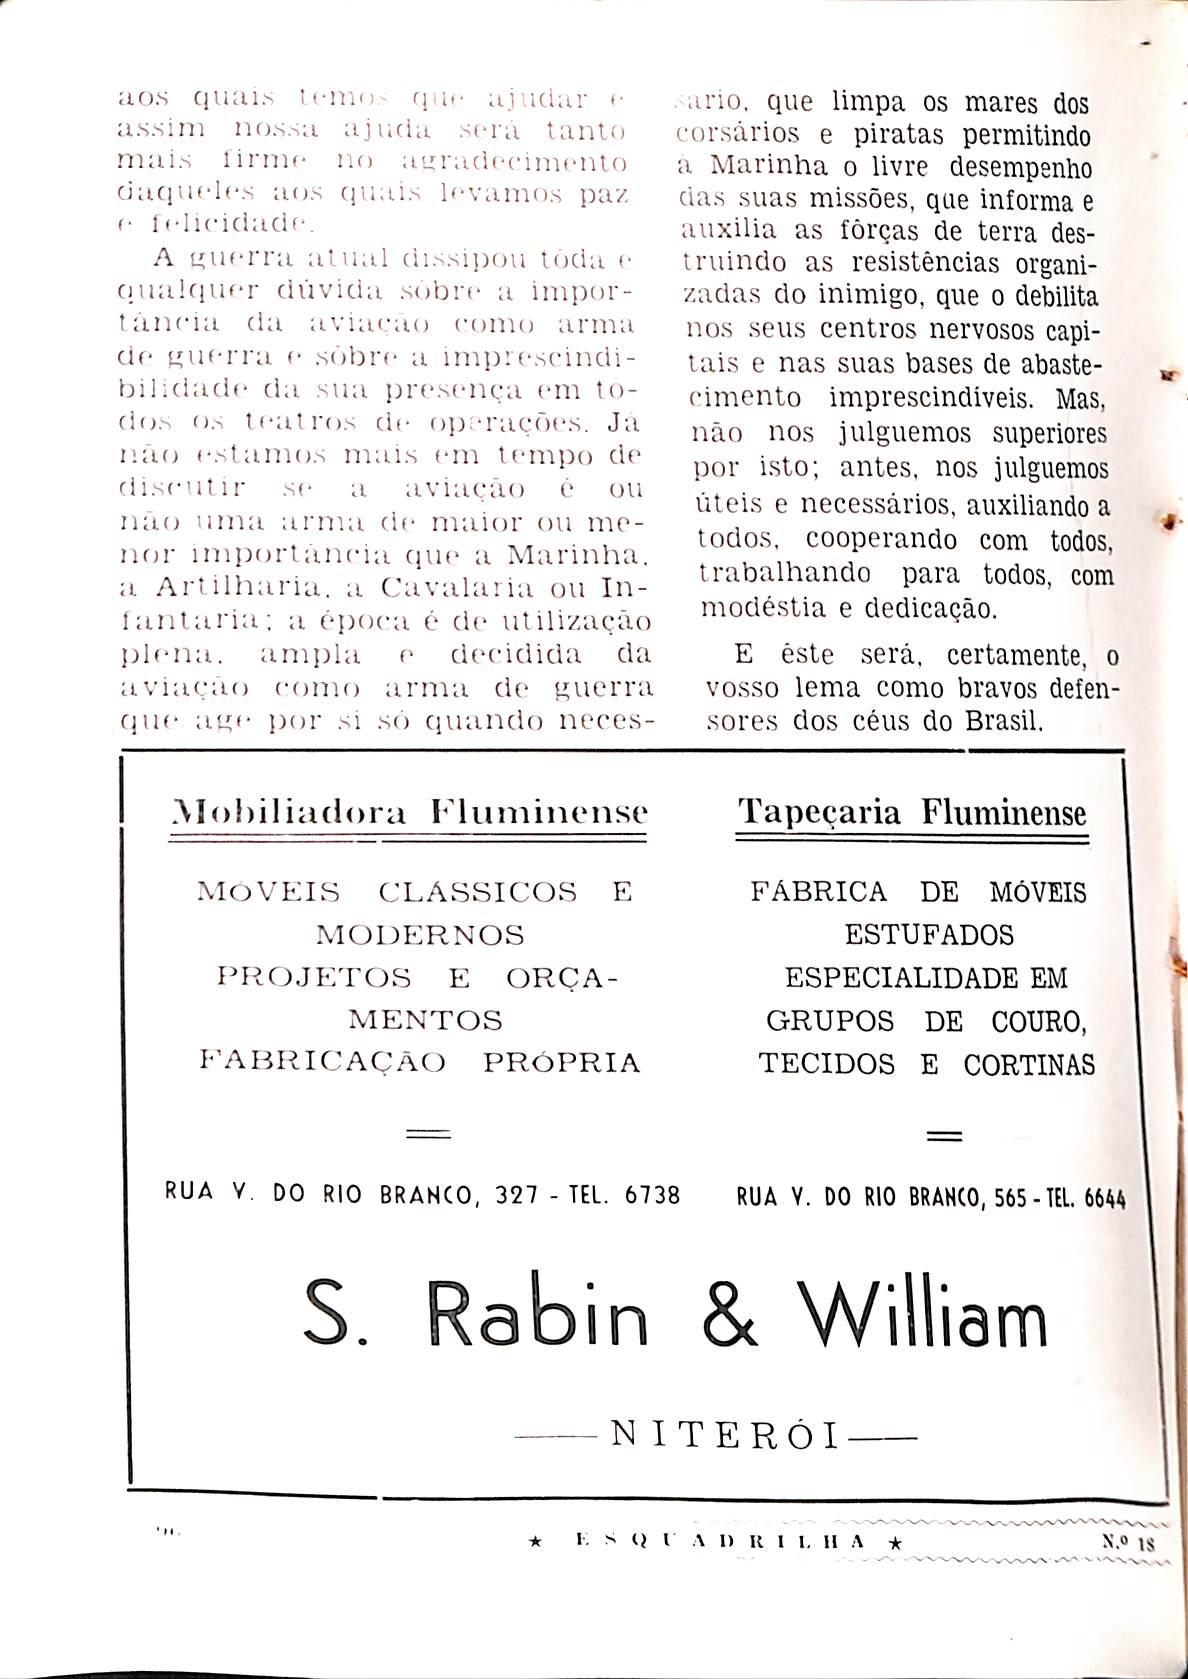 aos quais temos que ajudar e
assim nossa ajuda será tanto
mais firme no agradecimento
daqueles aos quais levamos paz
e felicidade.
A guerra atual dissipou tôda e
qualquer dúvida sôbre a impor-
tância da aviação como arma
de guerra e sôbre a imprescindi-
bilidade da sua presença em to-
dos os teatros de operações. Já
não estamos mais em tempo de
discutir se a aviação é ou
não uma arma de maior ou me-
nor importância que a Marinha,
a Artilharia, a Cavalaria ou In-
fantaria; a época é de utilização
plena, ampla e decidida da
aviação como arma de guerra
que age por si só quando neces-
sário, que limpa os mares dos
corsários e piratas permitindo
à Marinha o livre desempenho
das suas missões, que informa e
auxilia as fôrças de terra des-
truindo as resistências organi-
zadas do inimigo, que o debilita
nos seus centros nervosos capi-
tais e nas suas bases de abaste-
cimento imprescindíveis. Mas,
não nos julguemos superiores
por isto; antes, nos julguemos
úteis e necessários, auxiliando a
todos, cooperando com todos,
trabalhando para todos, com
modéstia e dedicação.
E êste será, certamente, o
vosso lema como bravos defen-
sores dos céus do Brasil.
Mobiliadora Fluminense
MÓVEIS CLÁSSICOS E
MODERNOS
PROJETOS E ORÇA-
MENTOS
FABRICAÇÃO PRÓPRIA
RUA V. DO RIO BRANCO, 327 - TEL. 6738
Tapeçaria Fluminense
FÁBRICA DE MÓVEIS
ESTUFADOS
ESPECIALIDADE EM
GRUPOS DE COURO,
TECIDOS E CORTINAS
RUA V. DO RIO BRANCO, 565 - TEL. 6644
S. Rabin & William
NITERÓI
★ ESQUADRILHA ★
N.º 18